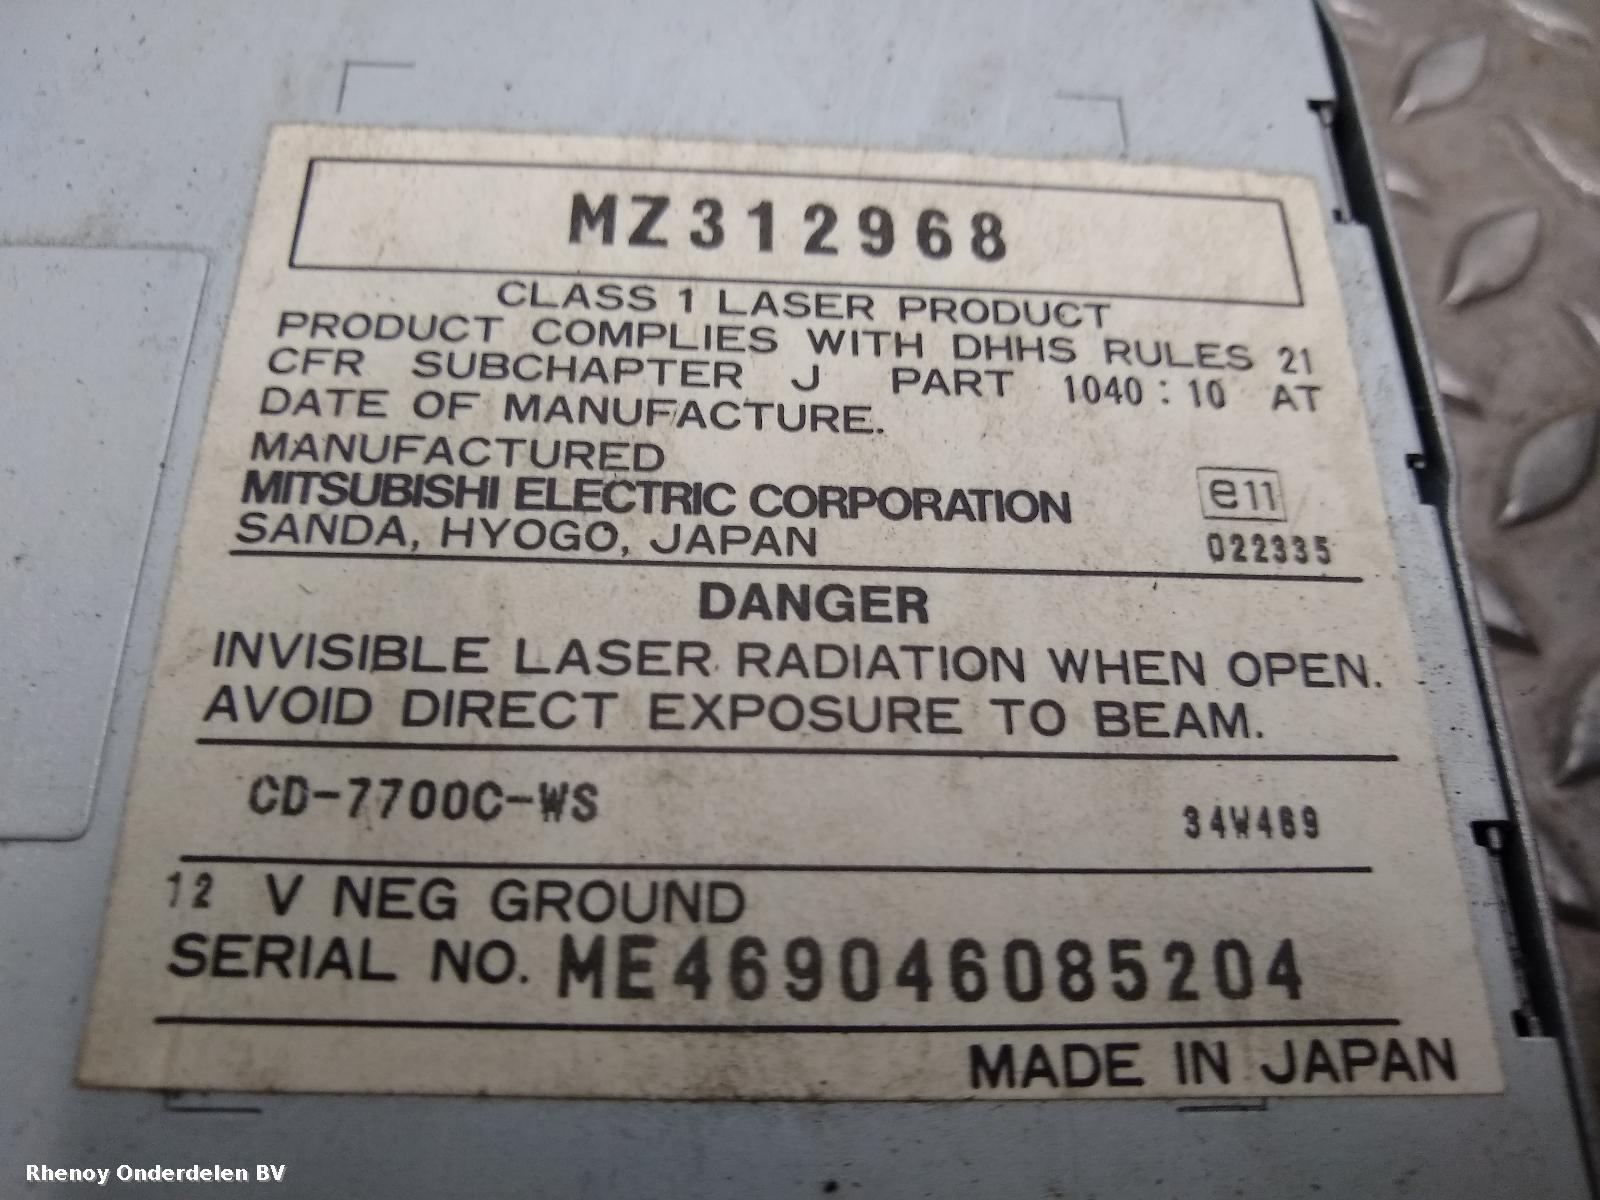 MZ312968
CLASS 1 LASER PRODUCT
PRODUCT COMPLIES WITH DHHS RULES 21
CFR SUBCHAPTER J PART 1040:10 AT
DATE OF MANUFACTURE.
MANUFACTURED
MITSUBISHI ELECTRIC CORPORATION
SANDA, HYOGO, JAPAN
e11
022335
DANGER
INVISIBLE LASER RADIATION WHEN OPEN.
AVOID DIRECT EXPOSURE TO BEAM.
CD-7700C-WS 34W469
12 V NEG GROUND
SERIAL NO. ME469046085204
MADE IN JAPAN
Rhenoy Onderdelen BV